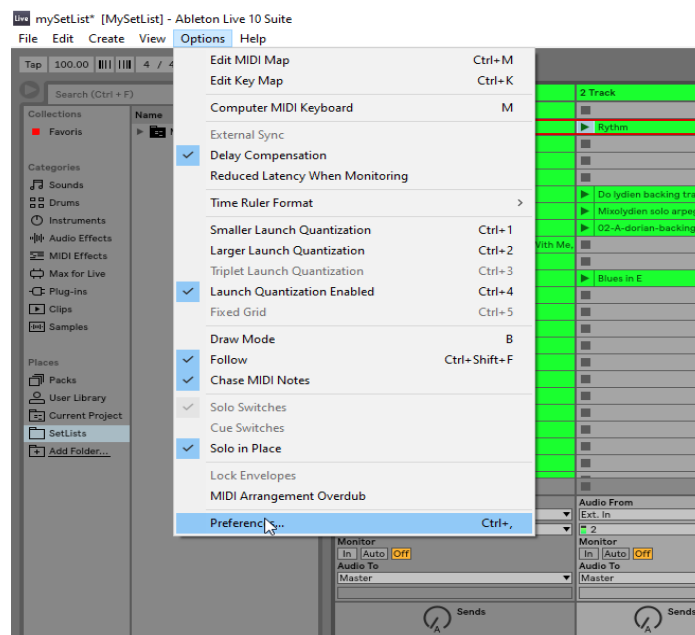 mySetList* [MySetList] - Ableton Live 10 Suite
File Edit Create View Options Help
Tap 100.00 4 / 4
Search (Ctrl + F)
Collections
Favoris
Categories
Sounds
Drums
Instruments
Audio Effects
MIDI Effects
Max for Live
Plug-ins
Clips
Samples
Places
Packs
User Library
Current Project
SetLists
Add Folder...
Name
Edit MIDI Map Ctrl+M
Edit Key Map Ctrl+K
Computer MIDI Keyboard M
External Sync
Delay Compensation
Reduced Latency When Monitoring
Time Ruler Format
Smaller Launch Quantization Ctrl+1
Larger Launch Quantization Ctrl+2
Triplet Launch Quantization Ctrl+3
Launch Quantization Enabled Ctrl+4
Fixed Grid Ctrl+5
Draw Mode B
Follow Ctrl+Shift+F
Chase MIDI Notes
Solo Switches
Cue Switches
Solo in Place
Lock Envelopes
MIDI Arrangement Overdub
Preferences... Ctrl+,
With Me,
Monitor
In Auto Off
Audio To
Master
Sends
A
2 Track
Rythm
Do lydien backing tra
Mixolydien solo arpeg
02-A-dorian-backing
Blues in E
Audio From
Ext. In
2
Monitor
In Auto Off
Audio To
Master
Sends
A